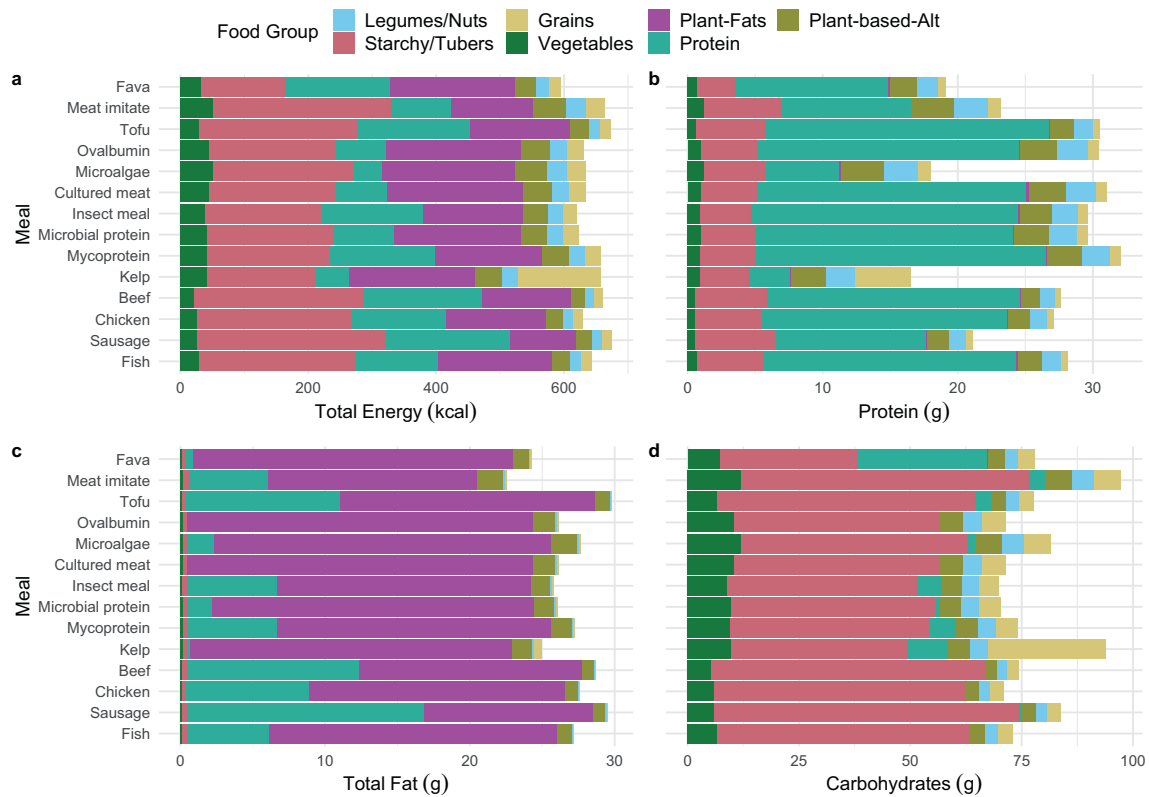 Food Group
Legumes/Nuts Grains Plant-Fats Plant-based-Alt
Starchy/Tubers Vegetables Protein
a
Fava
Meat imitate
Tofu
Ovalbumin
Microalgae
Cultured meat
Insect meal
Microbial protein
Mycoprotein
Kelp
Beef
Chicken
Sausage
Fish
Meal
0 200 400 600
Total Energy (kcal)
b
0 10 20 30
Protein (g)
c
Fava
Meat imitate
Tofu
Ovalbumin
Microalgae
Cultured meat
Insect meal
Microbial protein
Mycoprotein
Kelp
Beef
Chicken
Sausage
Fish
Meal
0 10 20 30
Total Fat (g)
d
0 25 50 75 100
Carbohydrates (g)